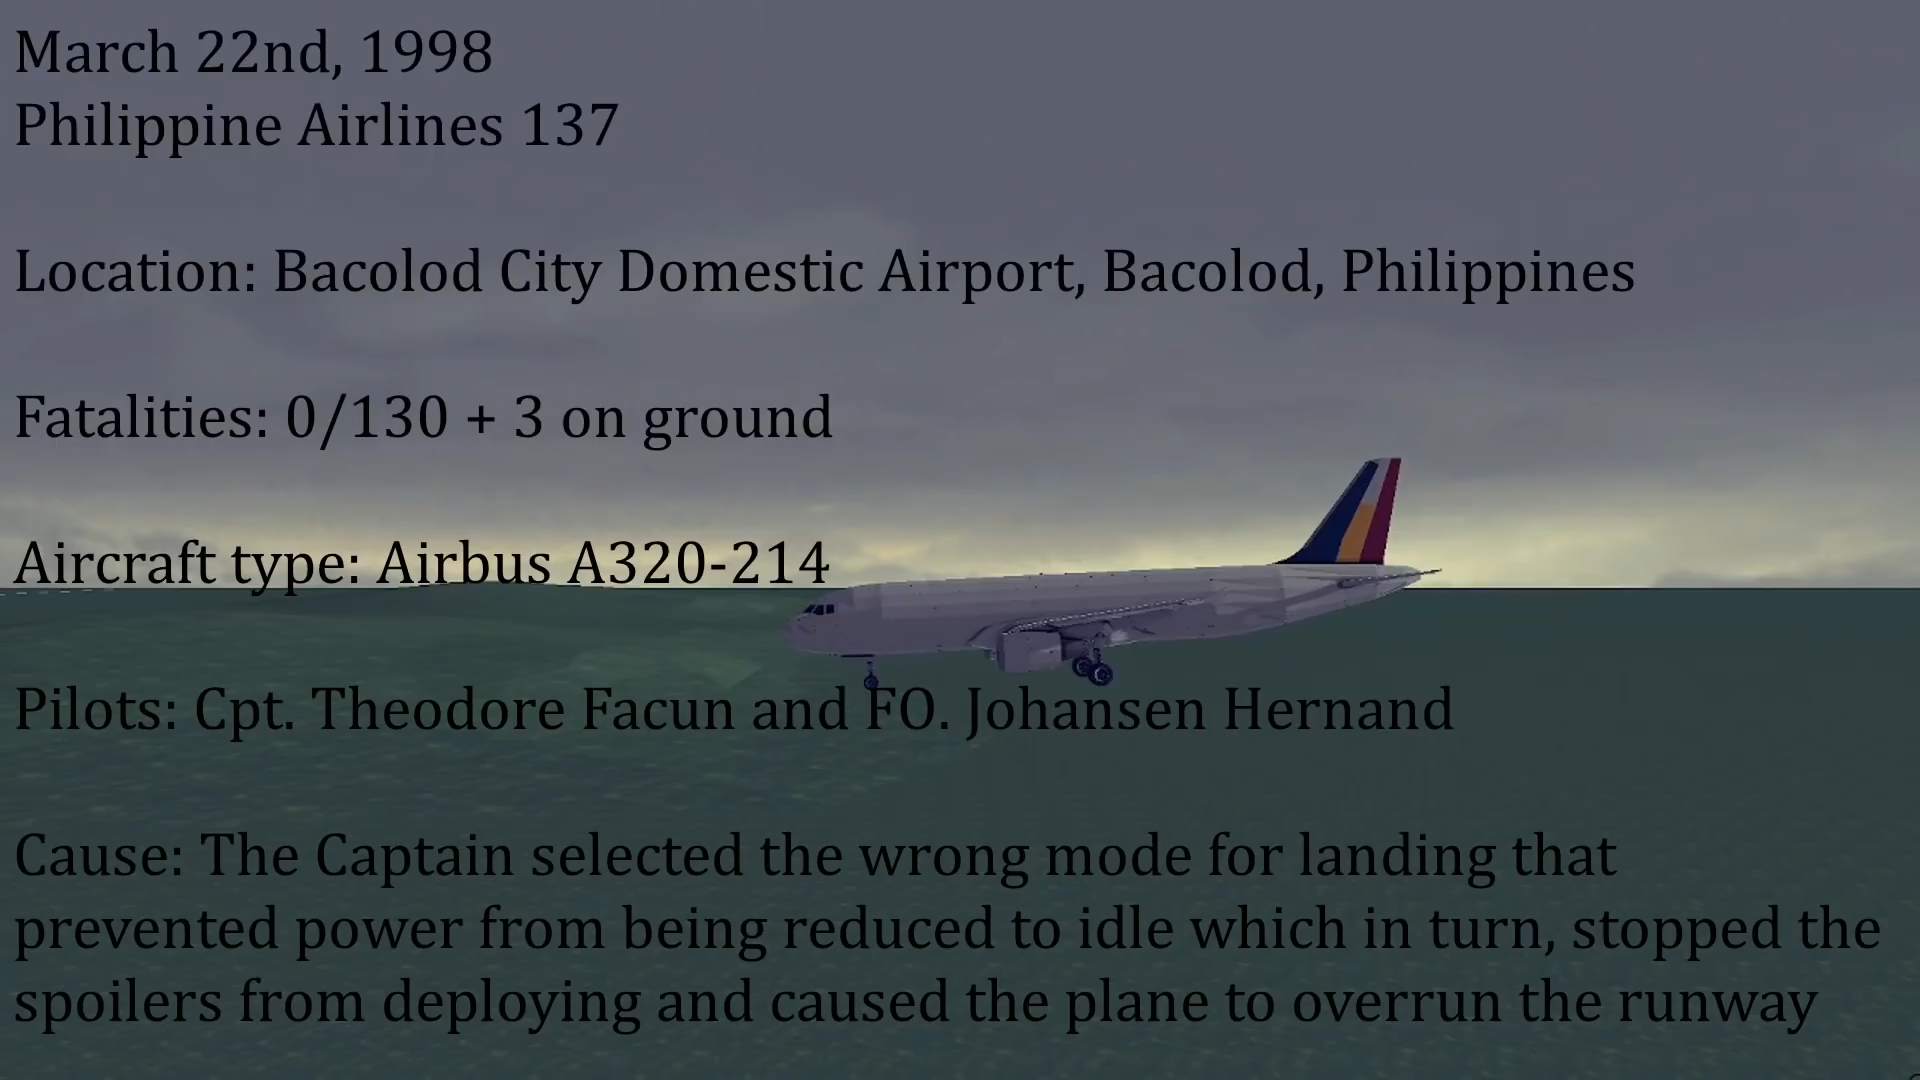 March 22nd, 1998
Philippine Airlines 137
Location: Bacolod City Domestic Airport, Bacolod, Philippines
Fatalities: 0/130 + 3 on ground
Aircraft type: Airbus A320-214
Pilots: Cpt. Theodore Facun and FO. Johansen Hernand
Cause: The Captain selected the wrong mode for landing that
prevented power from being reduced to idle which in turn, stopped the
spoilers from deploying and caused the plane to overrun the runway